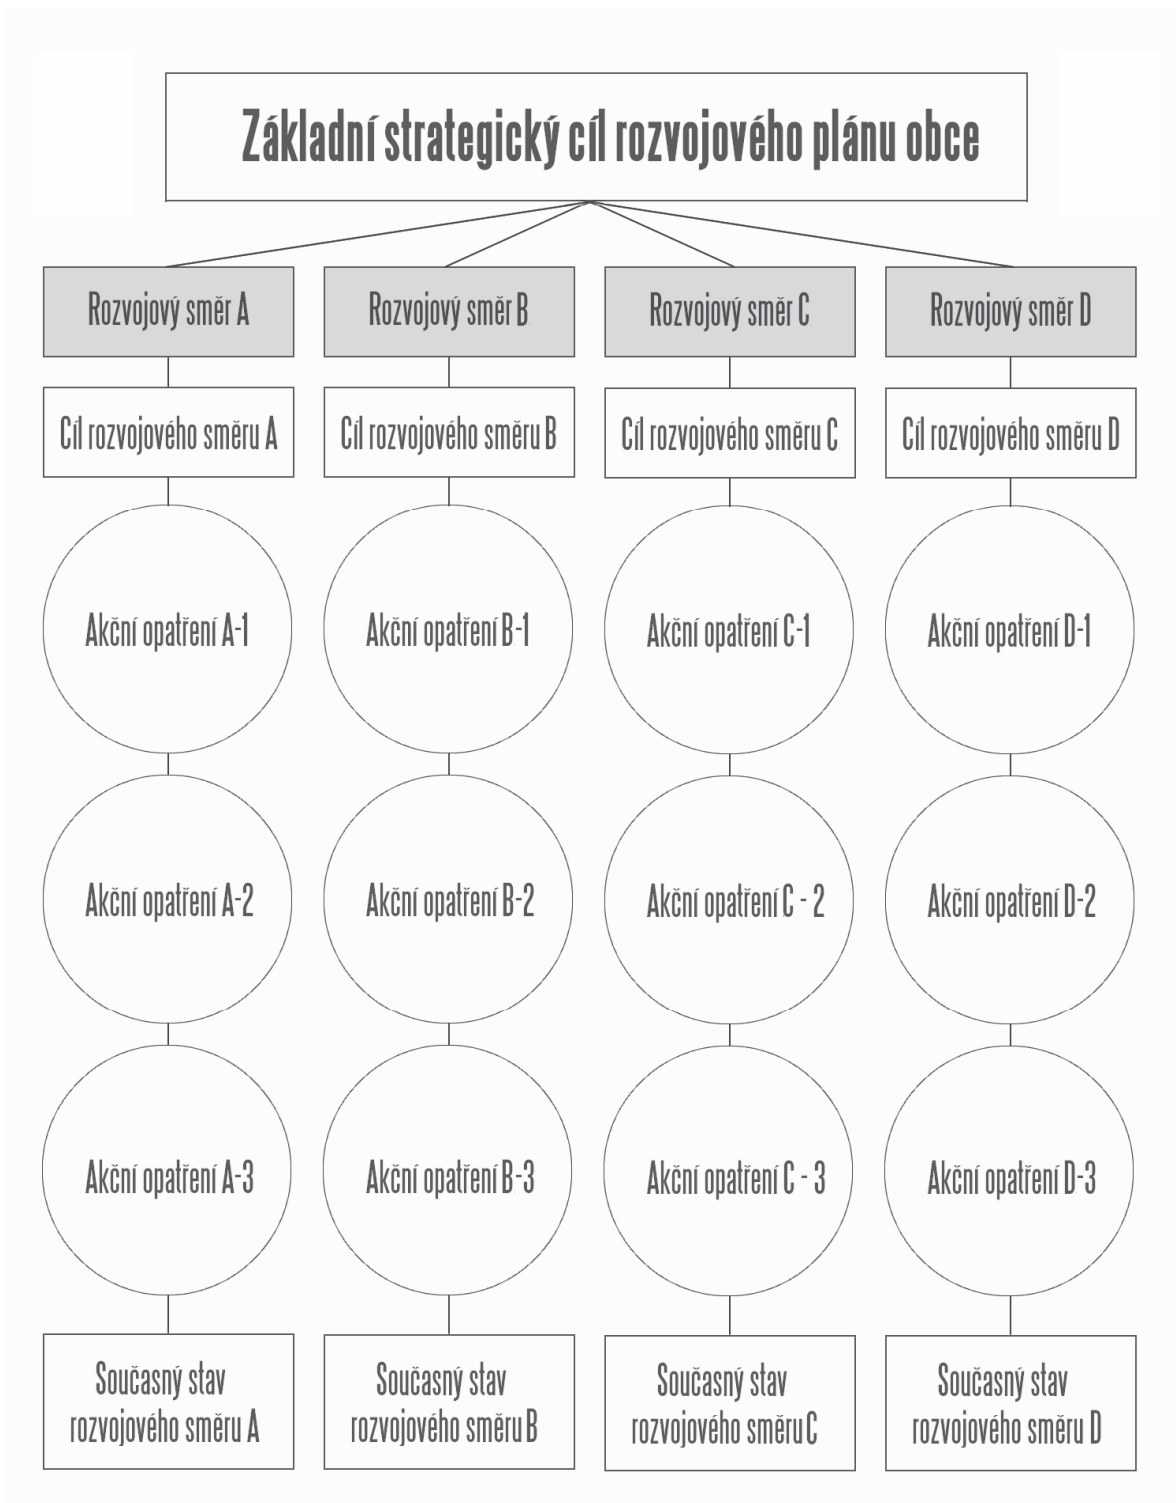 Základní strategický cíl rozvojového plánu obce
Rozvojový směr A
Rozvojový směr B
Rozvojový směr C
Rozvojový směr D
Cíl rozvojového směru A
Cíl rozvojového směru B
Cíl rozvojového směru C
Cíl rozvojového směru D
Akční opatření A-1
Akční opatření B-1
Akční opatření C-1
Akční opatření D-1
Akční opatření A-2
Akční opatření B-2
Akční opatření C - 2
Akční opatření D-2
Akční opatření A-3
Akční opatření B-3
Akční opatření C - 3
Akční opatření D-3
Současný stav
rozvojového směru A
Současný stav
rozvojového směru B
Současný stav
rozvojového směru C
Současný stav
rozvojového směru D